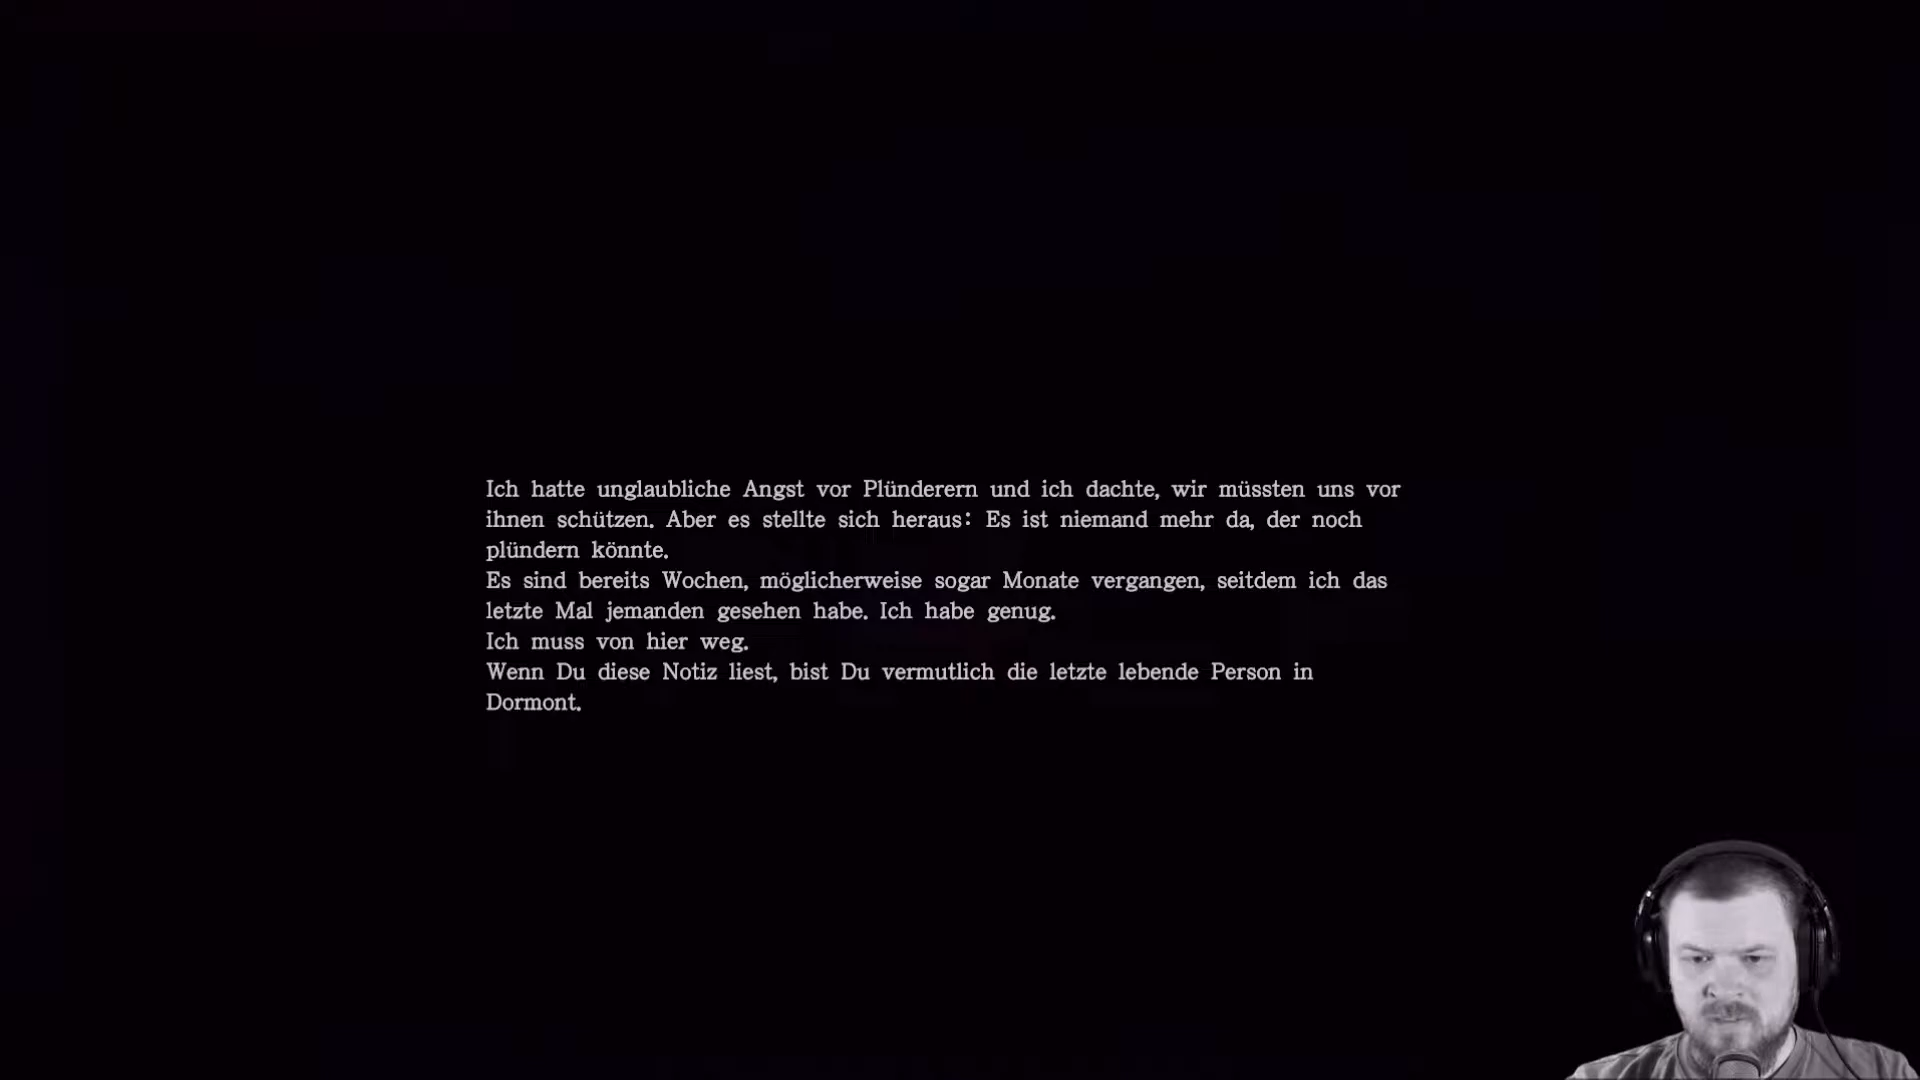 Ich hatte unglaubliche Angst vor Plünderern und ich dachte, wir müssten uns vor
ihnen schützen. Aber es stellte sich heraus: Es ist niemand mehr da, der noch
plündern könnte.
Es sind bereits Wochen, möglicherweise sogar Monate vergangen, seitdem ich das
letzte Mal jemanden gesehen habe. Ich habe genug.
Ich muss von hier weg.
Wenn Du diese Notiz liest, bist Du vermutlich die letzte lebende Person in
Dormont.